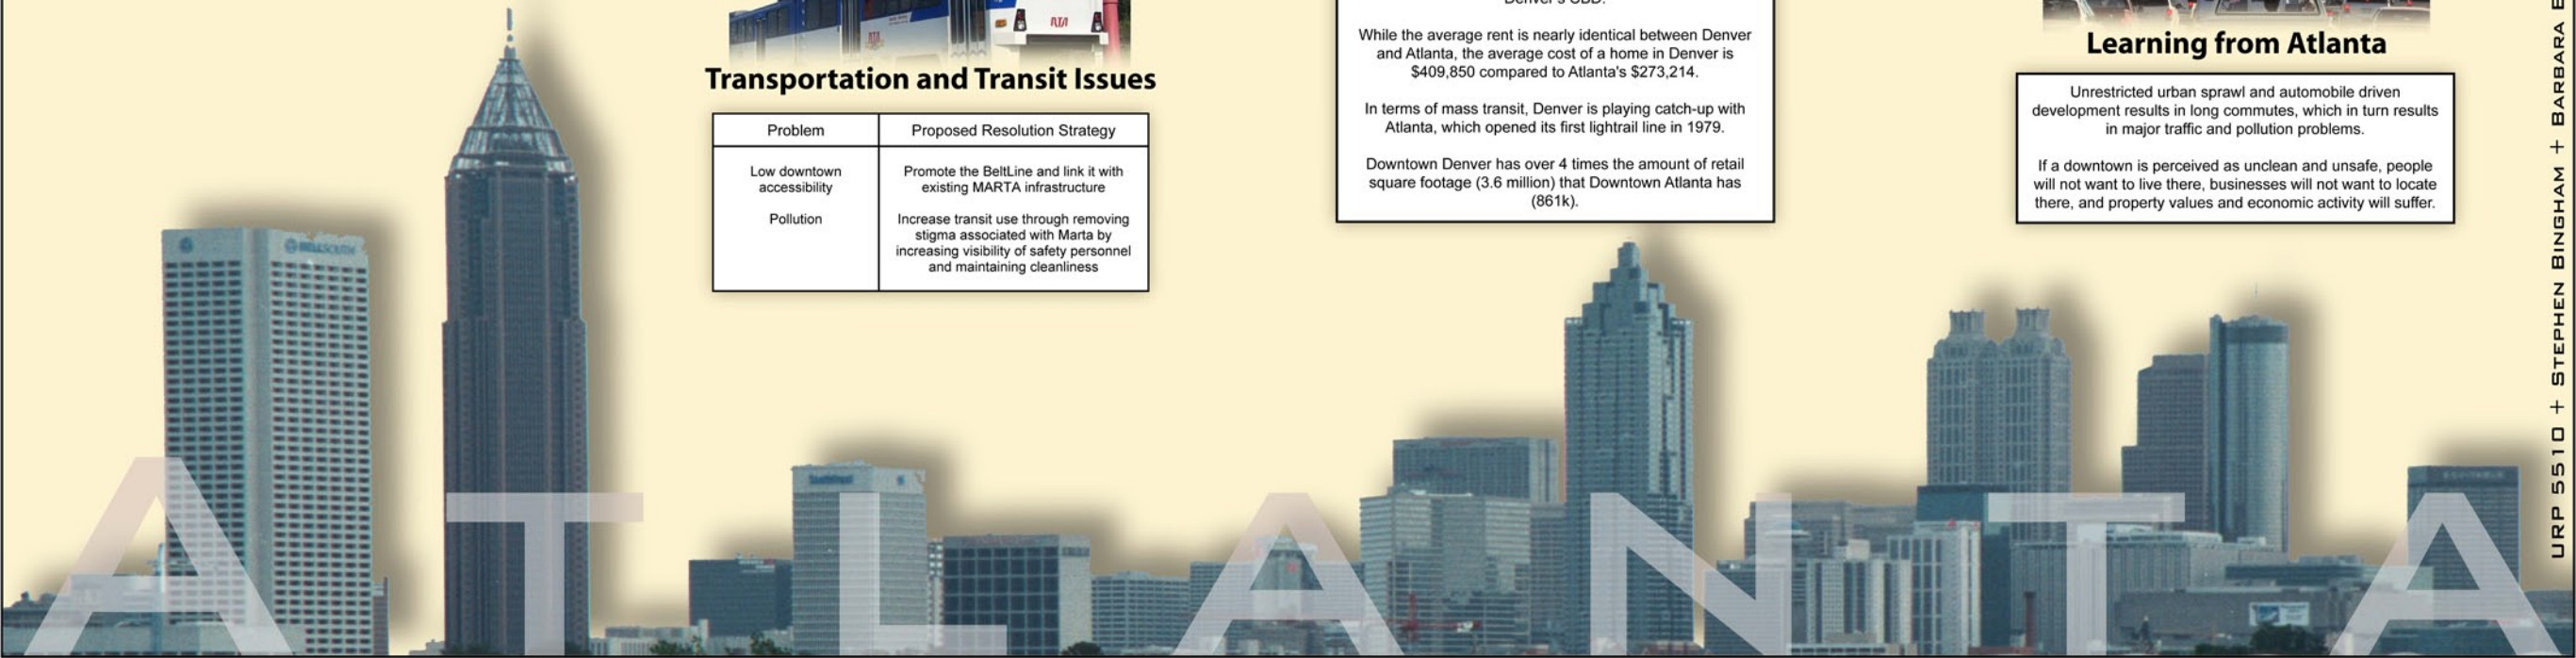 Transportation and Transit Issues
Problem
Proposed Resolution Strategy
Low downtown
accessibility
Promote the BeltLine and link it with
existing MARTA infrastructure
Pollution
Increase transit use through removing
stigma associated with Marta by
increasing visibility of safety personnel
and maintaining cleanliness
Denver's CBD.
While the average rent is nearly identical between Denver
and Atlanta, the average cost of a home in Denver is
$409,850 compared to Atlanta's $273,214.
In terms of mass transit, Denver is playing catch-up with
Atlanta, which opened its first lightrail line in 1979.
Downtown Denver has over 4 times the amount of retail
square footage (3.6 million) that Downtown Atlanta has
(861k).
Learning from Atlanta
Unrestricted urban sprawl and automobile driven
development results in long commutes, which in turn results
in major traffic and pollution problems.
If a downtown is perceived as unclean and unsafe, people
will not want to live there, businesses will not want to locate
there, and property values and economic activity will suffer.
BELLSOUTH
ATLANTA
URP 5510 + STEPHEN BINGHAM + BARBARA